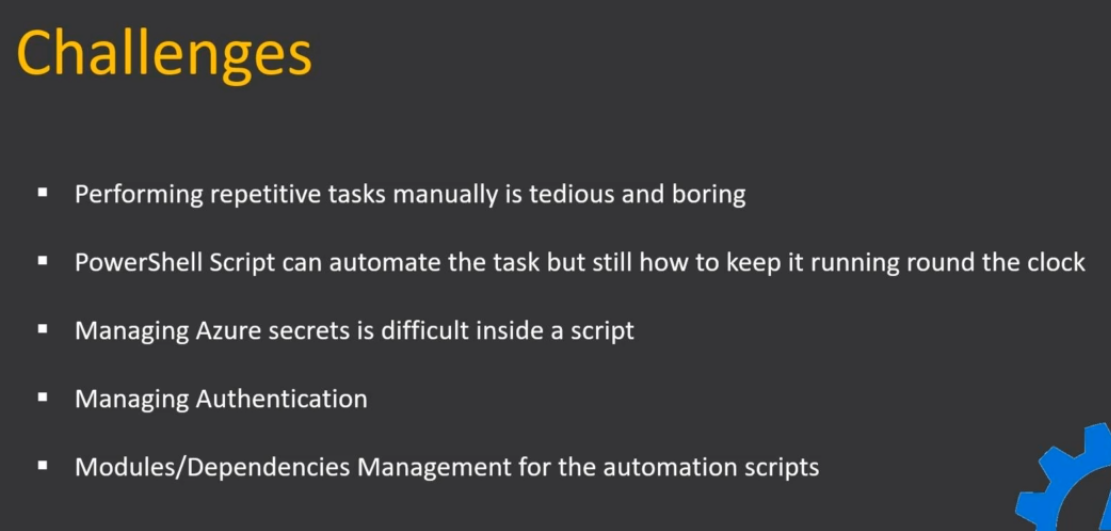 Challenges
▪ Performing repetitive tasks manually is tedious and boring
▪ PowerShell Script can automate the task but still how to keep it running round the clock
▪ Managing Azure secrets is difficult inside a script
▪ Managing Authentication
▪ Modules/Dependencies Management for the automation scripts